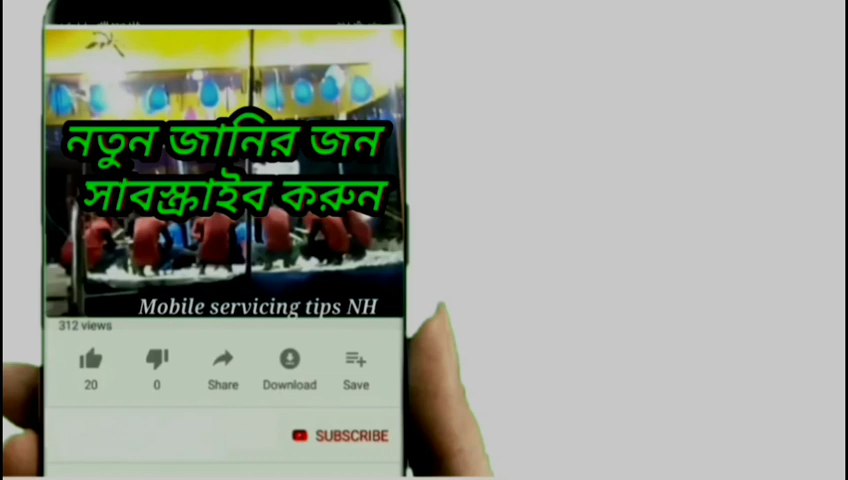 নতুন জানির জন
সাবস্ক্রাইব করুন
Mobile servicing tips NH
312 views
20
0
Share
Download
Save
SUBSCRIBE